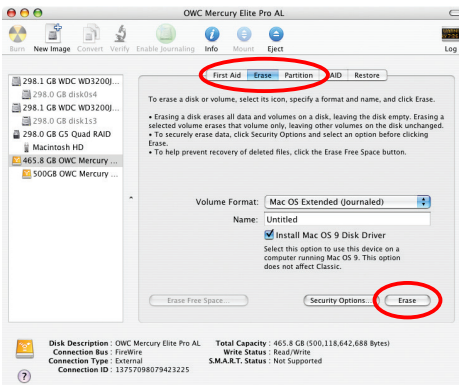 OWC Mercury Elite Pro AL
Burn New Image Convert Verify Enable Journaling Info Mount Eject Log
298.1 GB WDC WD3200J...
298.0 GB disk0s4
298.1 GB WDC WD3200J...
298.0 GB disk1s3
298.0 GB G5 Quad RAID
Macintosh HD
465.8 GB OWC Mercury ...
500GB OWC Mercury ...
First Aid Erase Partition RAID Restore
To erase a disk or volume, select its icon, specify a format and name, and click Erase.
• Erasing a disk erases all data and volumes on a disk, leaving the disk empty. Erasing a
selected volume erases that volume only, leaving other volumes on the disk unchanged.
• To securely erase data, click Security Options and select an option before clicking
Erase.
• To help prevent recovery of deleted files, click the Erase Free Space button.
Volume Format: Mac OS Extended (Journaled)
Name: Untitled
Install Mac OS 9 Disk Driver
Select this option to use this device on a
computer running Mac OS 9. This option
does not affect Classic.
Erase Free Space... Security Options... Erase
Disk Description : OWC Mercury Elite Pro AL Total Capacity : 465.8 GB (500,118,642,688 Bytes)
Connection Bus : FireWire Write Status : Read/Write
Connection Type : External S.M.A.R.T. Status : Not Supported
Connection ID : 13757098079423225
?